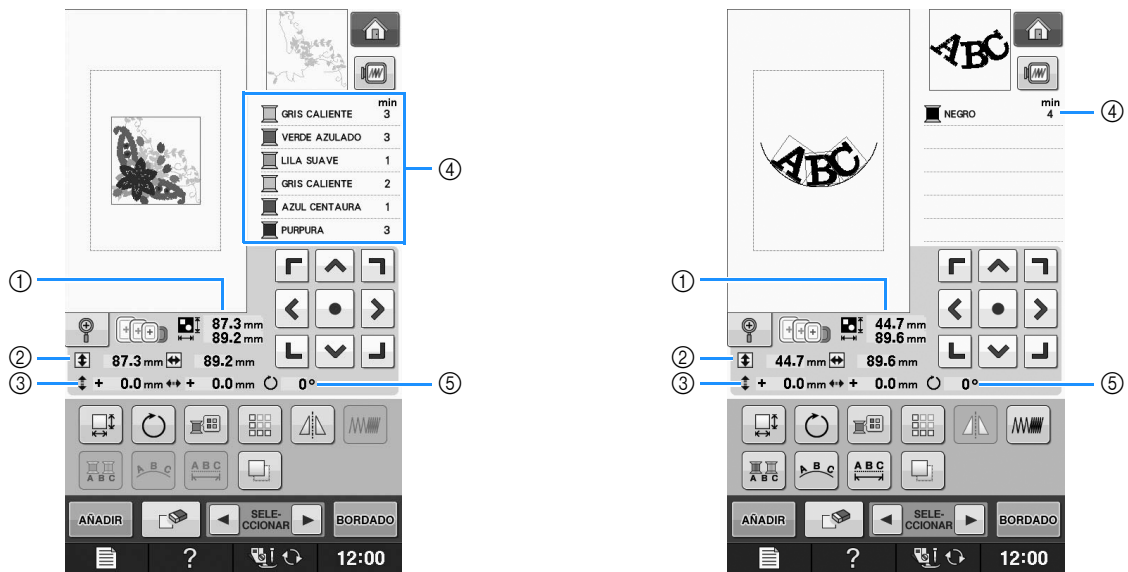 min
GRIS CALIENTE 3
VERDE AZULADO 3
LILA SUAVE 1
GRIS CALIENTE 2
AZUL CENTAURA 1
PURPURA 3
④
①
87.3 mm
89.2 mm
② 87.3 mm 89.2 mm
③ + 0.0 mm + 0.0 mm 0° ⑤
A B C
A B C
A B C
AÑADIR
SELE-
CCIONAR
BORDADO
? 12:00
ABC
min
NEGRO 4 ④
ABC
①
44.7 mm
89.6 mm
② 44.7 mm 89.6 mm
③ + 0.0 mm + 0.0 mm 0° ⑤
A B C
A B C
A B C
AÑADIR
SELE-
CCIONAR
BORDADO
? 12:00